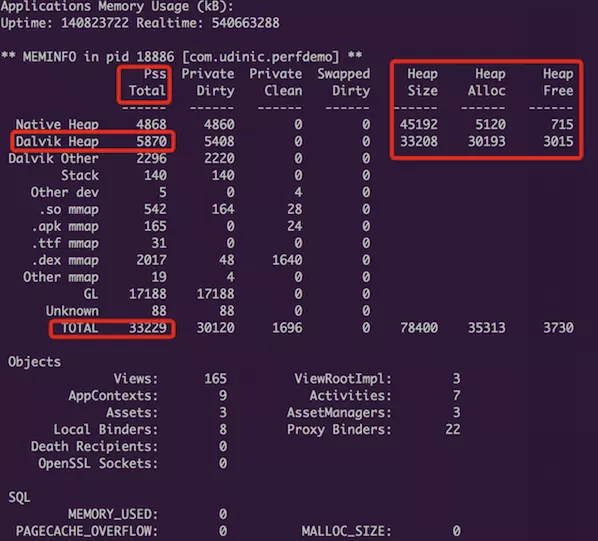 Applications Memory Usage (kB):
Uptime: 140823722 Realtime: 540663288
** MEMINFO in pid 18886 [com.udinic.perfdemo] **
Pss Private Private Swapped Heap Heap Heap
Total Dirty Clean Dirty Size Alloc Free
------ ------ ------ ------ ------ ------ ------
Native Heap 4868 4860 0 0 45192 5120 715
Dalvik Heap 5870 5408 0 0 33208 30193 3015
Dalvik Other 2296 2220 0 0
Stack 140 140 0 0
Other dev 5 0 4 0
.so mmap 542 164 28 0
.apk mmap 165 0 24 0
.ttf mmap 31 0 0 0
.dex mmap 2017 48 1640 0
Other mmap 19 4 0 0
GL 17188 17188 0 0
Unknown 88 88 0 0
TOTAL 33229 30120 1696 0 78400 35313 3730
Objects
Views: 165 ViewRootImpl: 3
AppContexts: 9 Activities: 7
Assets: 3 AssetManagers: 3
Local Binders: 8 Proxy Binders: 22
Death Recipients: 0
OpenSSL Sockets: 0
SQL
MEMORY_USED: 0
PAGECACHE_OVERFLOW: 0 MALLOC_SIZE: 0